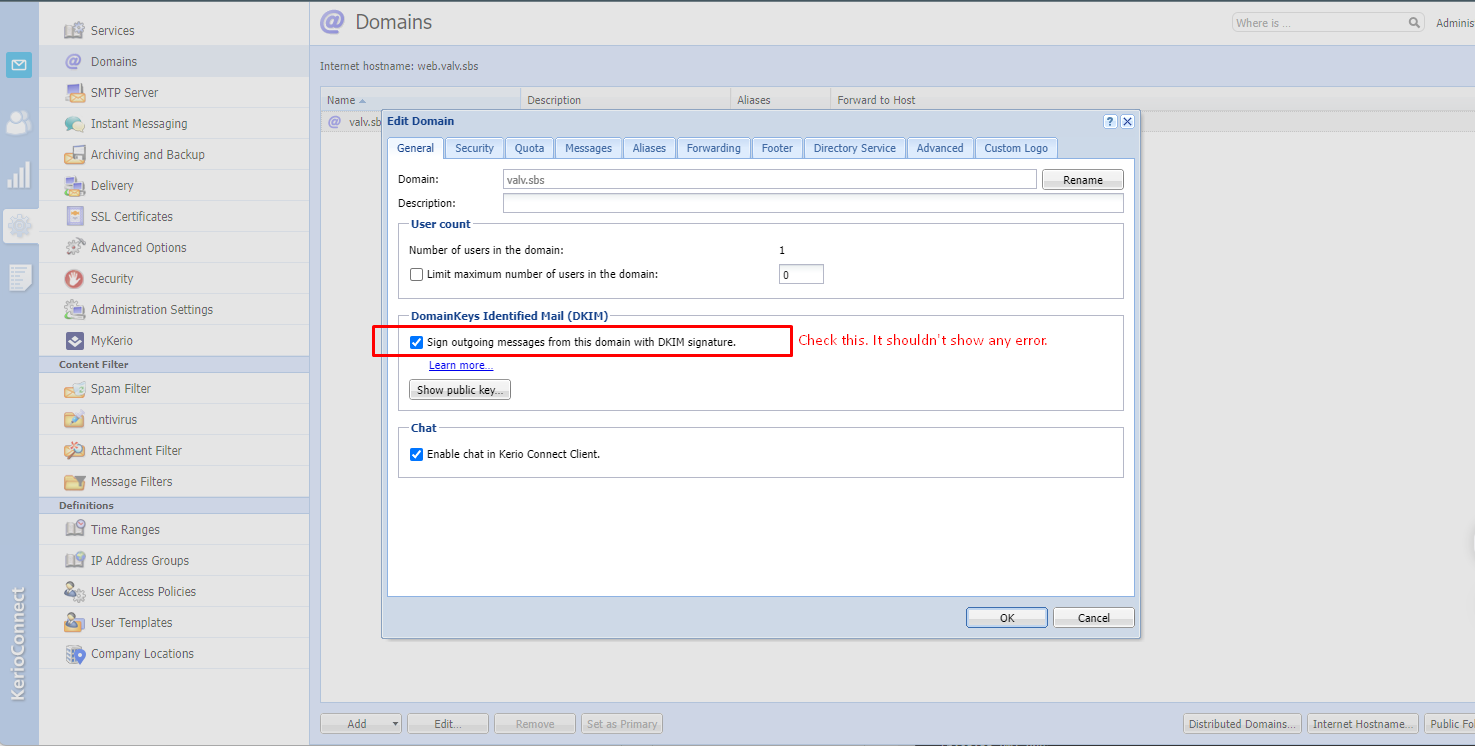 Services
Domains
SMTP Server
Instant Messaging
Archiving and Backup
Delivery
SSL Certificates
Advanced Options
Security
Administration Settings
MyKerio
Content Filter
Spam Filter
Antivirus
Attachment Filter
Message Filters
Definitions
Time Ranges
IP Address Groups
User Access Policies
User Templates
Company Locations
KerioConnect
Domains
Where is ...
Adminis
Internet hostname: web.valv.sbs
Name Description Aliases Forward to Host
valv.sb
Edit Domain
General Security Quota Messages Aliases Forwarding Footer Directory Service Advanced Custom Logo
Domain: valv.sbs Rename
Description:
User count
Number of users in the domain: 1
Limit maximum number of users in the domain: 0
DomainKeys Identified Mail (DKIM)
Sign outgoing messages from this domain with DKIM signature. Check this. It shouldn't show any error.
Learn more...
Show public key...
Chat
Enable chat in Kerio Connect Client.
OK Cancel
Add Edit... Remove Set as Primary Distributed Domains... Internet Hostname... Public Fo